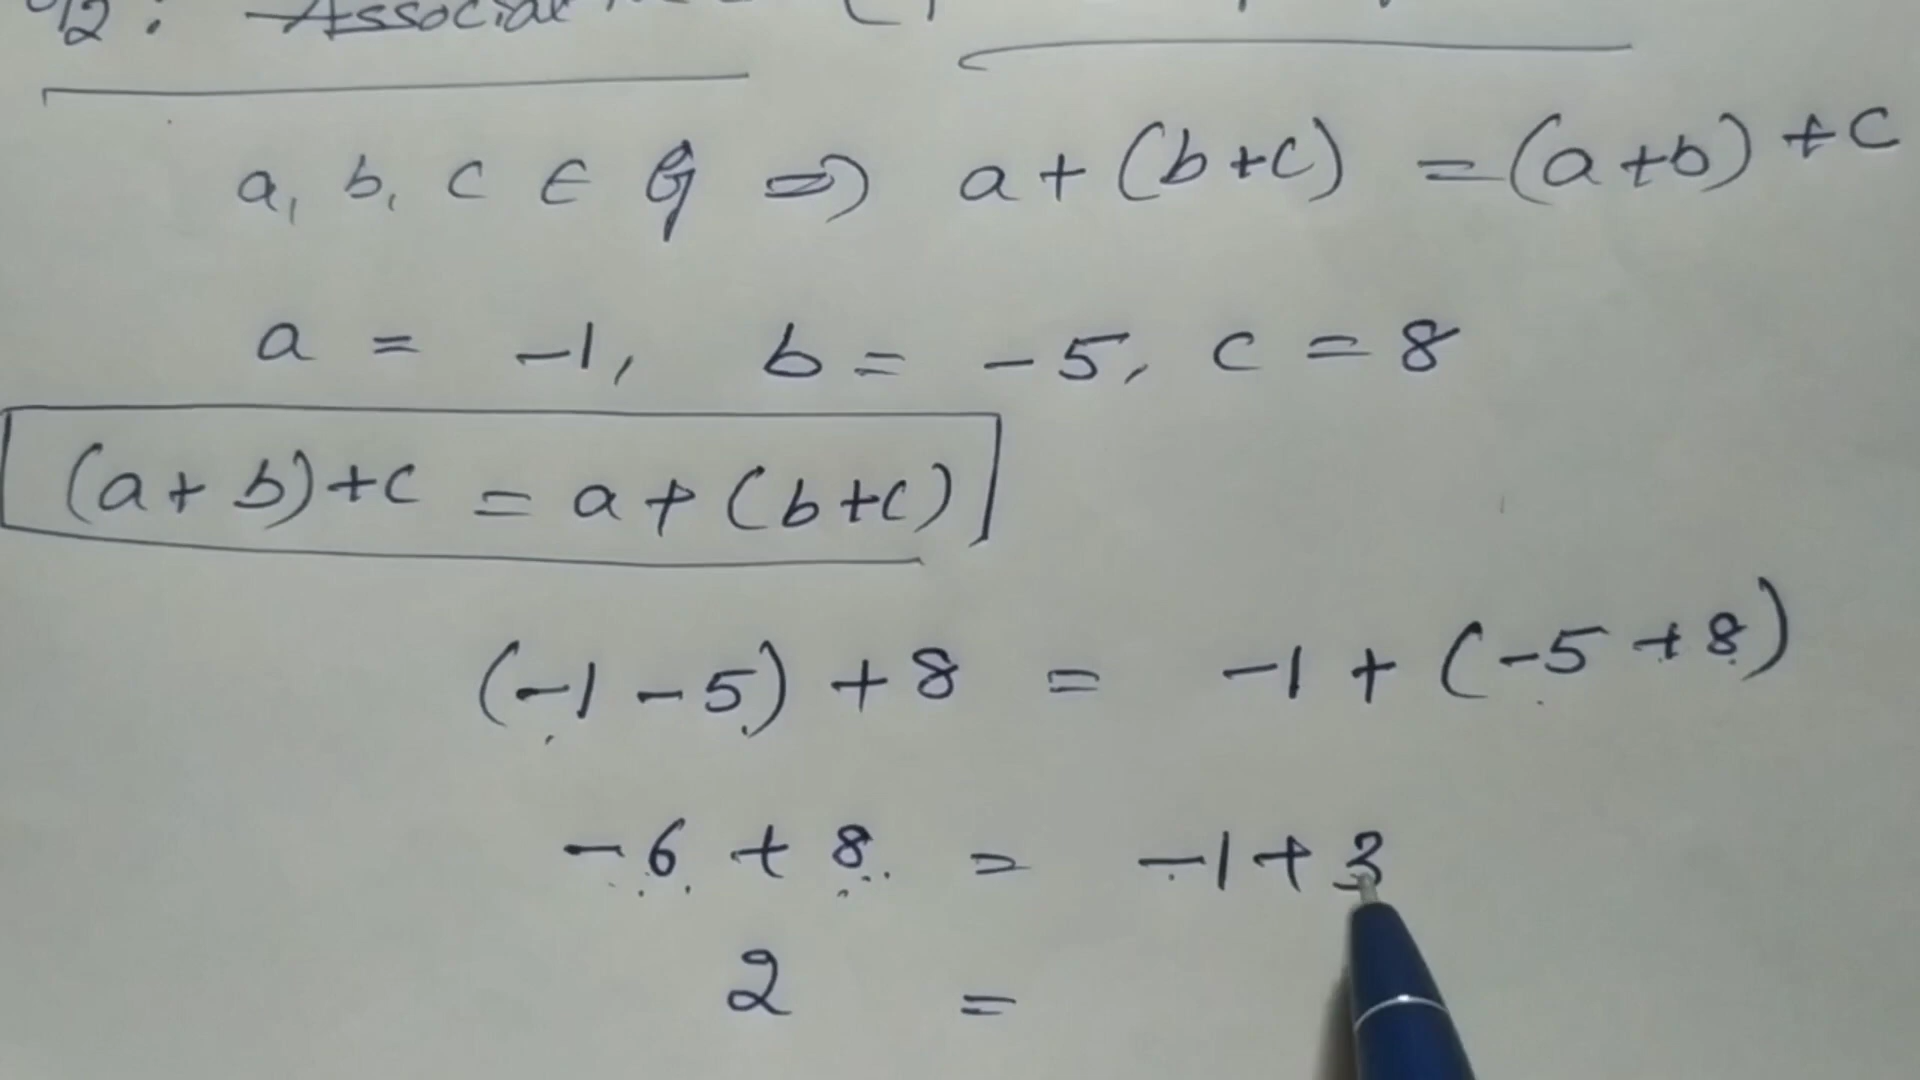 a, b, c ∈ G ⇒ a + (b+c) = (a+b) + c
a = -1, b = -5, c = 8
(a+b)+c = a+(b+c)
(-1-5)+8 = -1+(-5+8)
-6+8 = -1+3
2 =